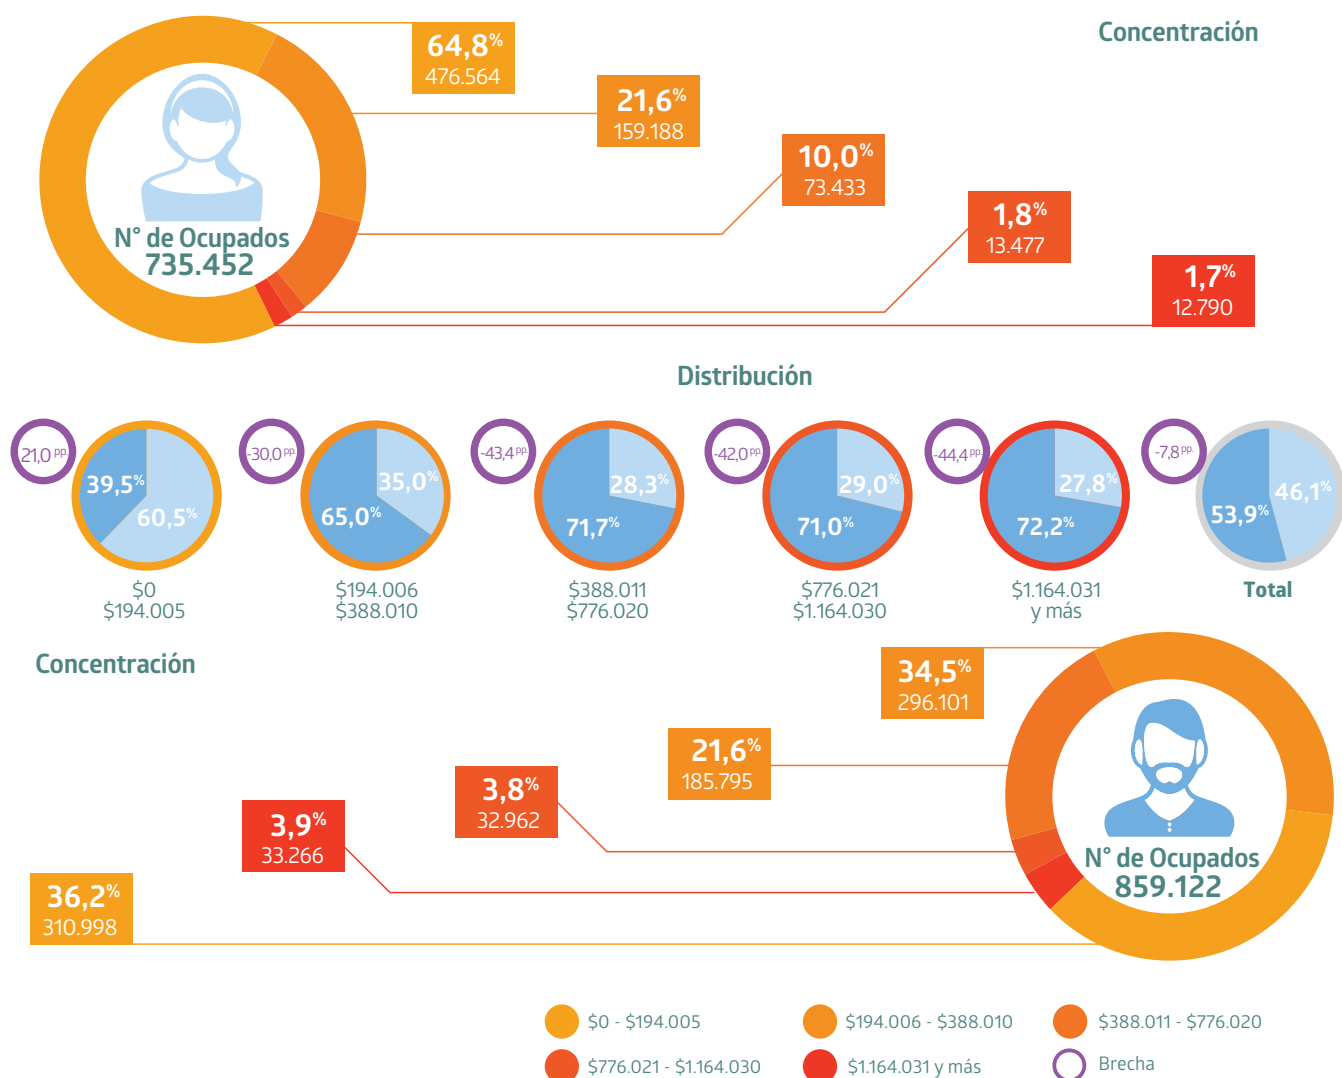 Concentración
64,8%
476.564
21,6%
159.188
10,0%
73.433
1,8%
13.477
1,7%
12.790
N° de Ocupados
735.452
Distribución
21,0 pp.
39,5%
60,5%
$0
$194.005
-30,0 pp.
35,0%
65,0%
$194.006
$388.010
-43,4 pp.
28,3%
71,7%
$388.011
$776.020
-42,0 pp.
29,0%
71,0%
$776.021
$1.164.030
-44,4 pp.
27,8%
72,2%
$1.164.031
y más
-7,8 pp.
46,1%
53,9%
Total
Concentración
34,5%
296.101
21,6%
185.795
3,8%
32.962
3,9%
33.266
36,2%
310.998
N° de Ocupados
859.122
$0 - $194.005
$194.006 - $388.010
$388.011 - $776.020
$776.021 - $1.164.030
$1.164.031 y más
Brecha